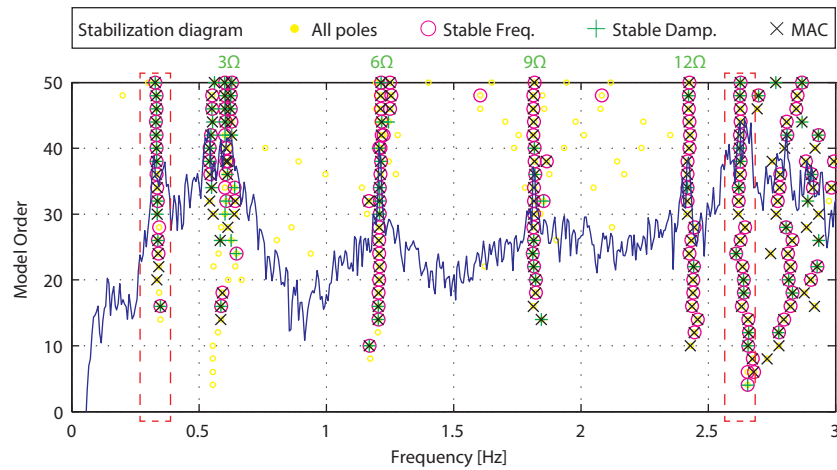 Stabilization diagram All poles Stable Freq. Stable Damp. MAC
3Ω 6Ω 9Ω 12Ω
50
40
30
20
10
0
Model Order
0 0.5 1 1.5 2 2.5 3
Frequency [Hz]